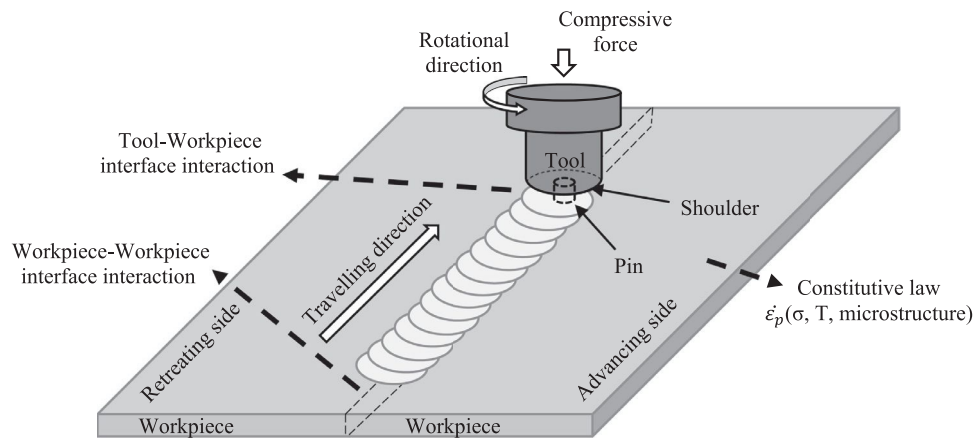 Compressive
force
Rotational
direction
Tool-Workpiece
interface interaction
Tool
Shoulder
Pin
Workpiece-Workpiece
interface interaction
Travelling direction
Constitutive law
ε̇p(σ, T, microstructure)
Retreating side
Advancing side
Workpiece
Workpiece